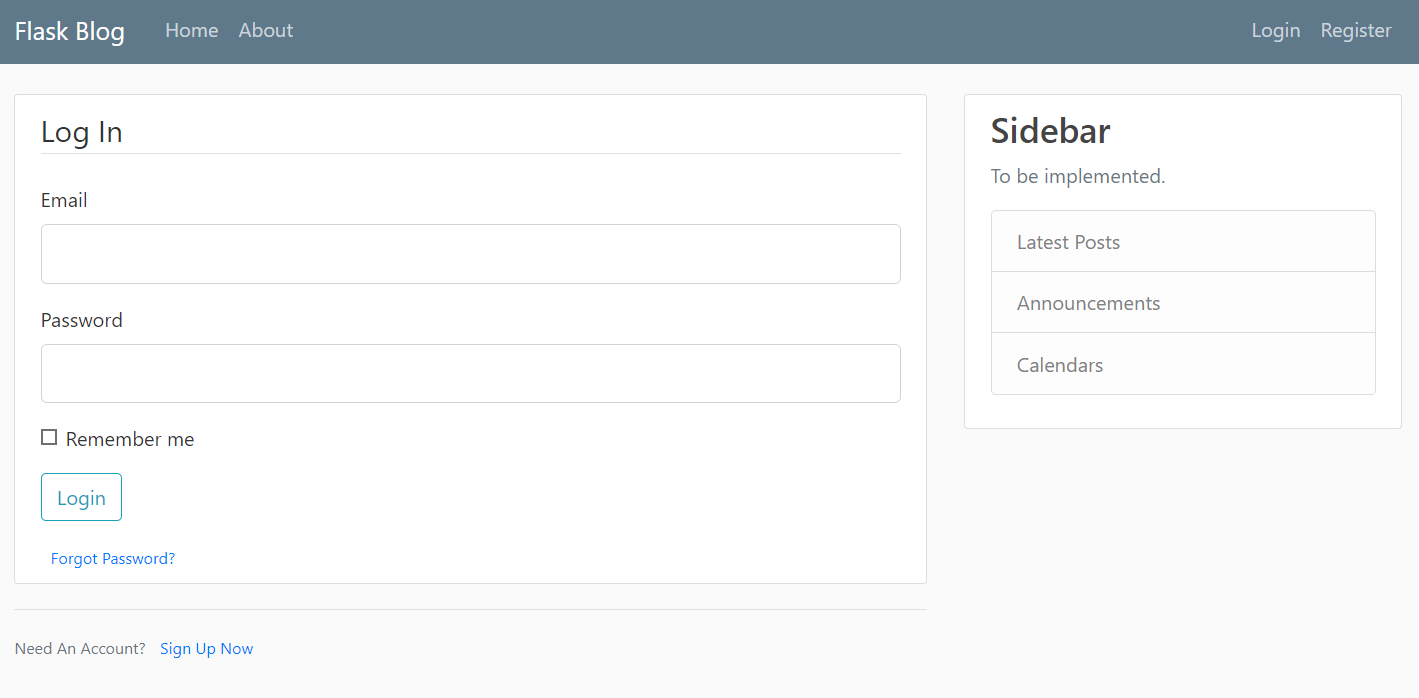 Flask Blog Home About Login Register
Log In
Email
Password
Remember me
Login
Forgot Password?
Need An Account? Sign Up Now
Sidebar
To be implemented.
Latest Posts
Announcements
Calendars